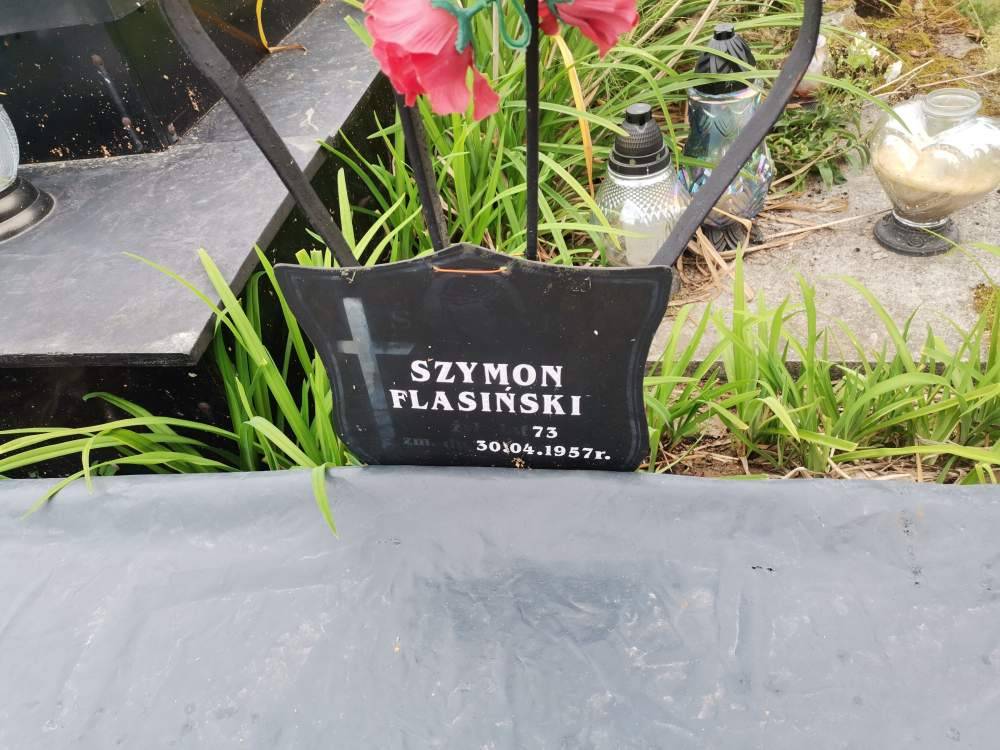 SZYMON
FLASIŃSKI
73
30.04.1957r.